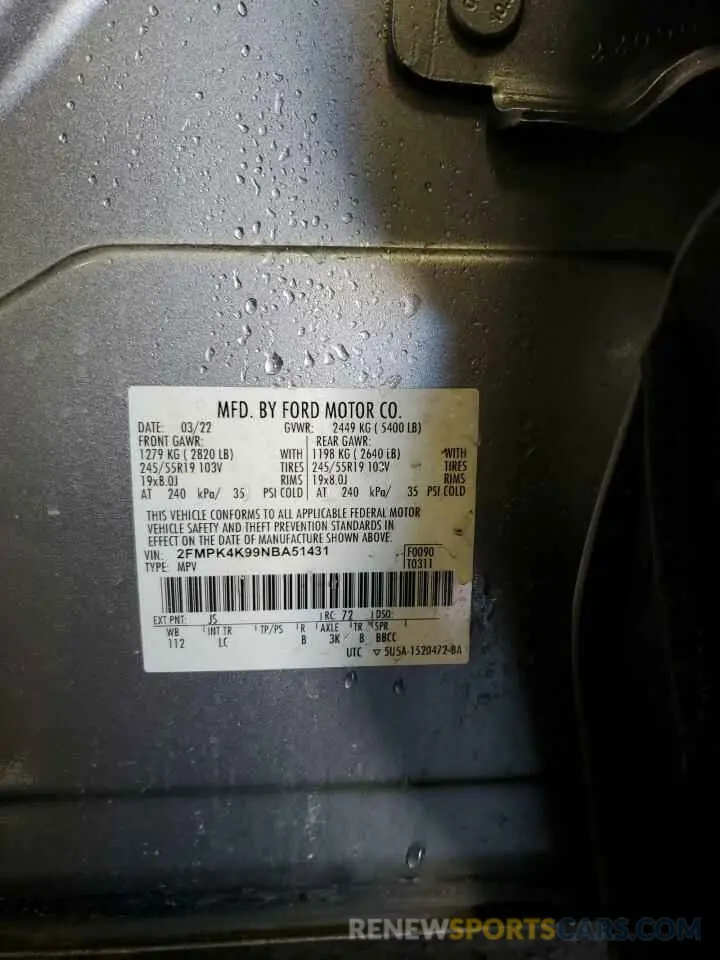 MFD. BY FORD MOTOR CO.
DATE: 03/22 GVWR: 2449 KG ( 5400 LB)
FRONT GAWR: REAR GAWR:
1279 KG ( 2820 LB) WITH 1198 KG ( 2640 LB) WITH
245/55R19 103V TIRES 245/55R19 103V TIRES
19x8.0J RIMS 19x8.0J RIMS
AT 240 kPa/ 35 PSI COLD AT 240 kPa/ 35 PSI COLD
THIS VEHICLE CONFORMS TO ALL APPLICABLE FEDERAL MOTOR
VEHICLE SAFETY AND THEFT PREVENTION STANDARDS IN
EFFECT ON THE DATE OF MANUFACTURE SHOWN ABOVE.
VIN: 2FMPK4K99NBA51431 F0090
TYPE: MPV T0311
EXT PNT: JS RC: 72 DSO:
WB INT TR TP/PS R AXLE TR SPR
112 LC B 3K B BBCC
UTC ▽ 5U5A-1520472-BA
RENEWSPORTSCARS.COM